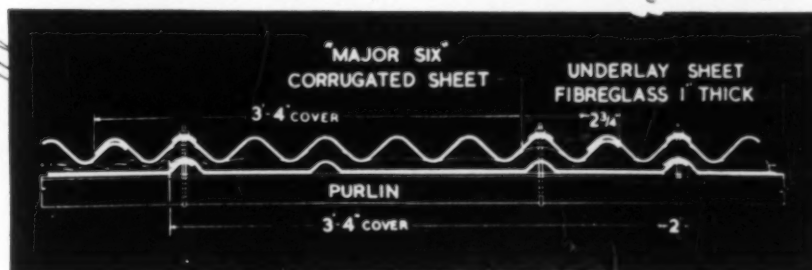 "MAJOR SIX"
CORRUGATED SHEET
UNDERLAY SHEET
FIBREGLASS 1" THICK
3'-4" COVER
2¾"
PURLIN
3'-4" COVER
2